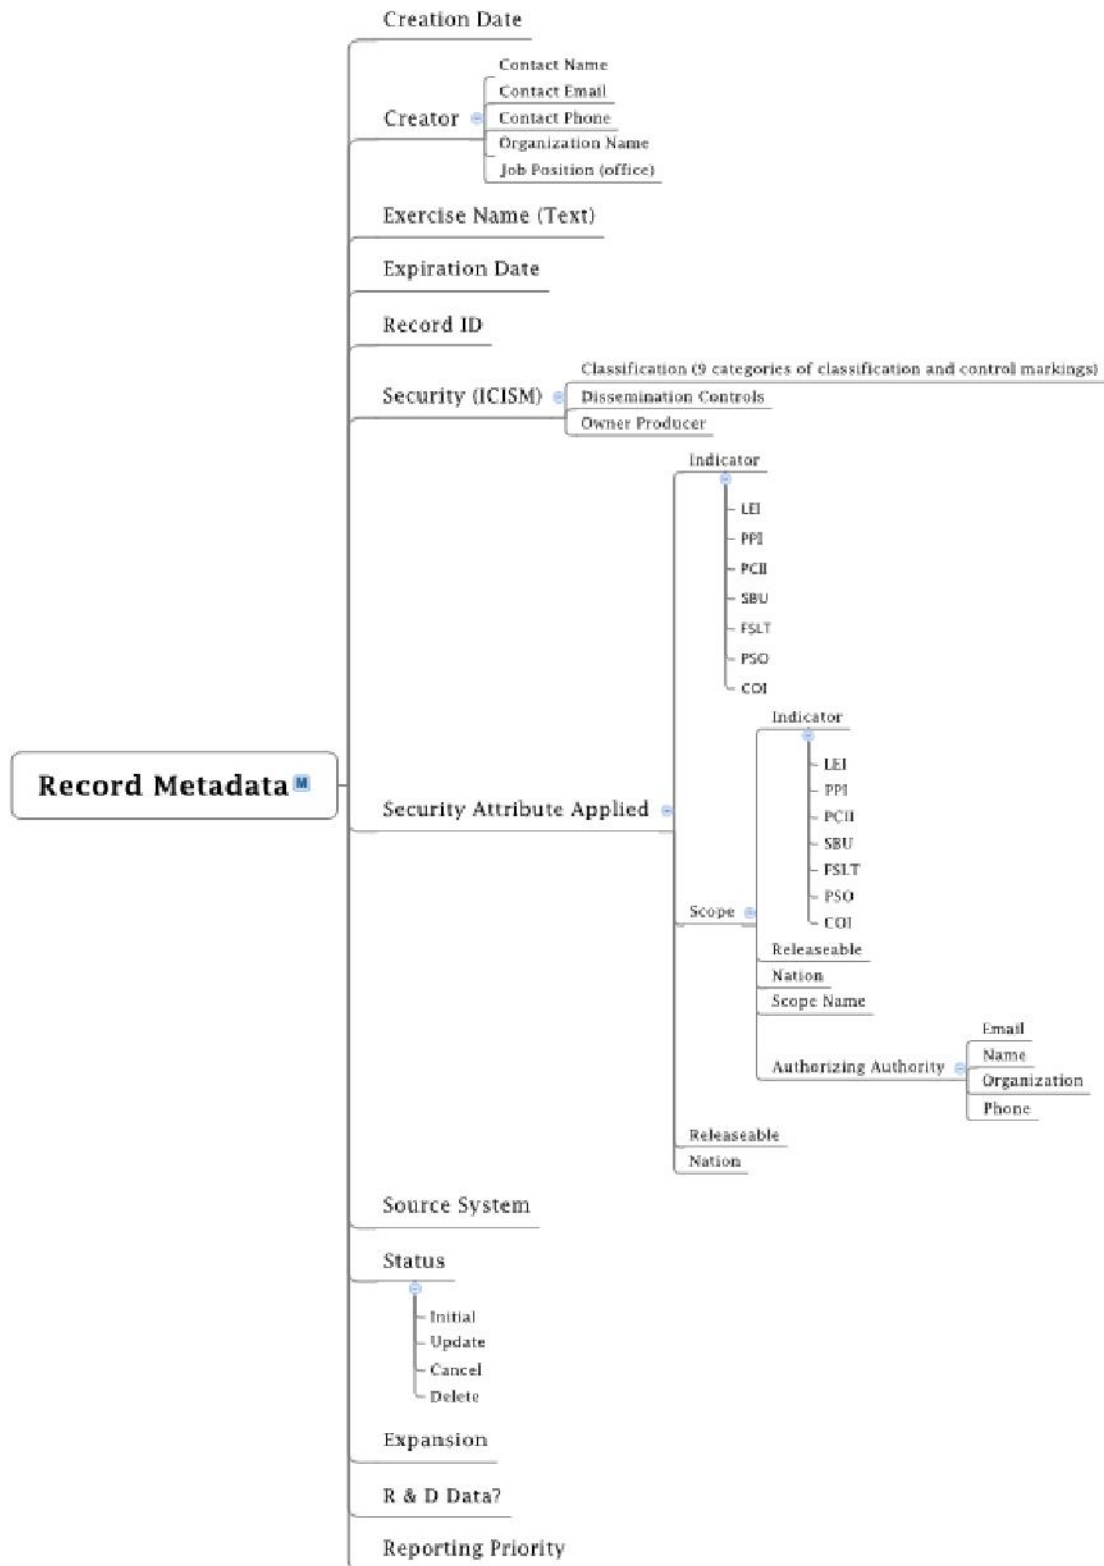 Creation Date
Contact Name
Contact Email
Creator
Contact Phone
Organization Name
Job Position (office)
Exercise Name (Text)
Expiration Date
Record ID
Classification (9 categories of classification and control markings)
Security (ICISM)
Dissemination Controls
Owner Producer
Indicator
LEI
PPI
PCII
SBU
FSLT
PSO
COI
Indicator
LEI
PPI
PCII
SBU
FSLT
PSO
COI
Record Metadata M
Security Attribute Applied
Scope
Releaseable
Nation
Scope Name
Authorizing Authority
Email
Name
Organization
Phone
Releaseable
Nation
Source System
Status
Initial
Update
Cancel
Delete
Expansion
R & D Data?
Reporting Priority